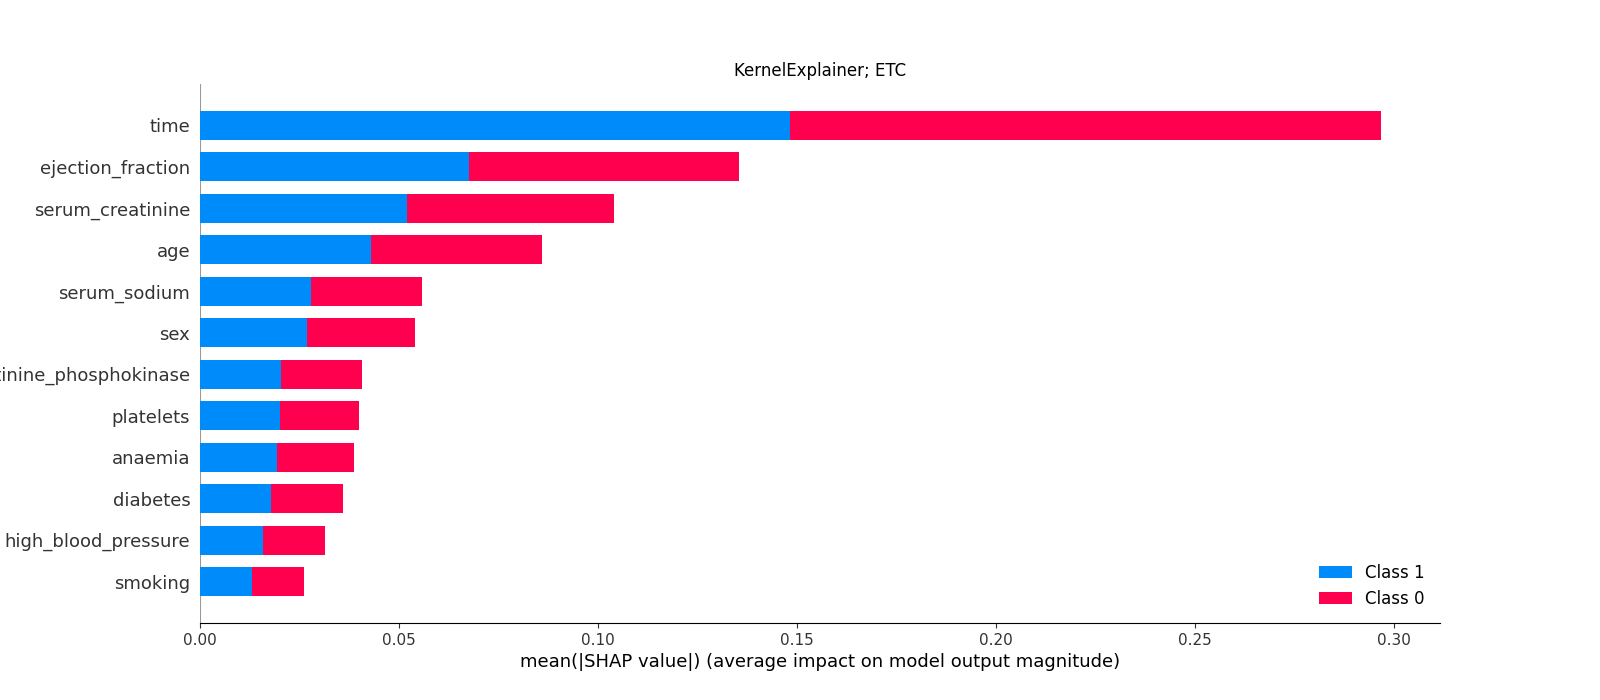 KernelExplainer; ETC
time
ejection_fraction
serum_creatinine
age
serum_sodium
sex
tinine_phosphokinase
platelets
anaemia
diabetes
high_blood_pressure
smoking
Class 1
Class 0
0.00 0.05 0.10 0.15 0.20 0.25 0.30
mean(|SHAP value|) (average impact on model output magnitude)